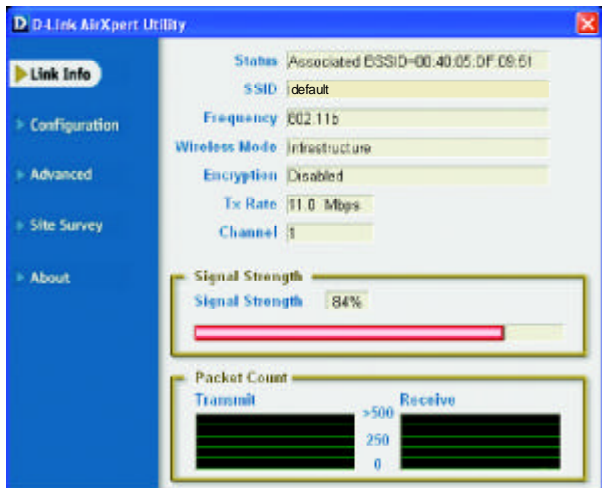 D-Link AirXpert Utility
Link Info
Configuration
Advanced
Site Survey
About
Status Associated BSSID=00:40:05:DF:09:51
SSID default
Frequency 802.11b
Wireless Mode Infrastructure
Encryption Disabled
Tx Rate 11.0 Mbps
Channel 1
Signal Strength
Signal Strength 84%
Packet Count
Transmit Receive
>500
250
0